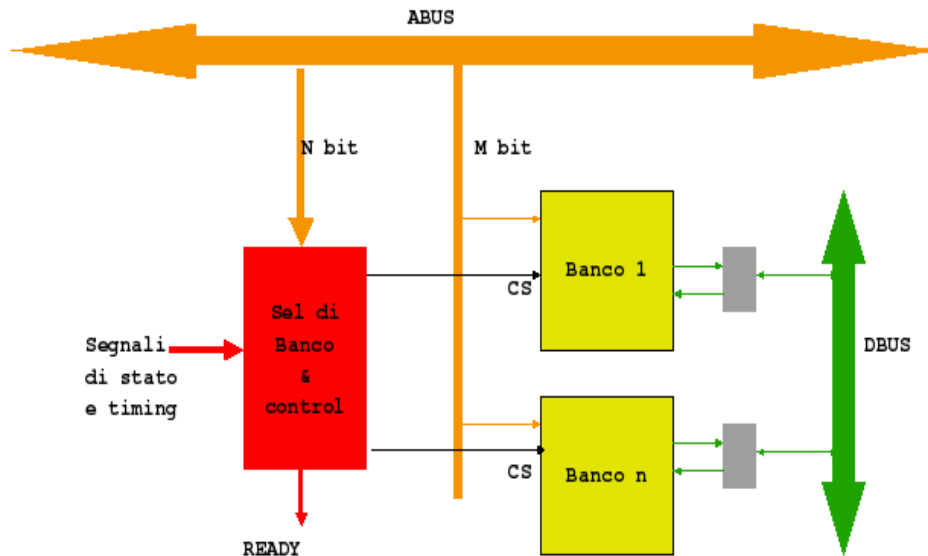 ABUS
N bit
M bit
Banco 1
CS
Sel di
Banco
&
control
Segnali
di stato
e timing
DBUS
CS
Banco n
READY